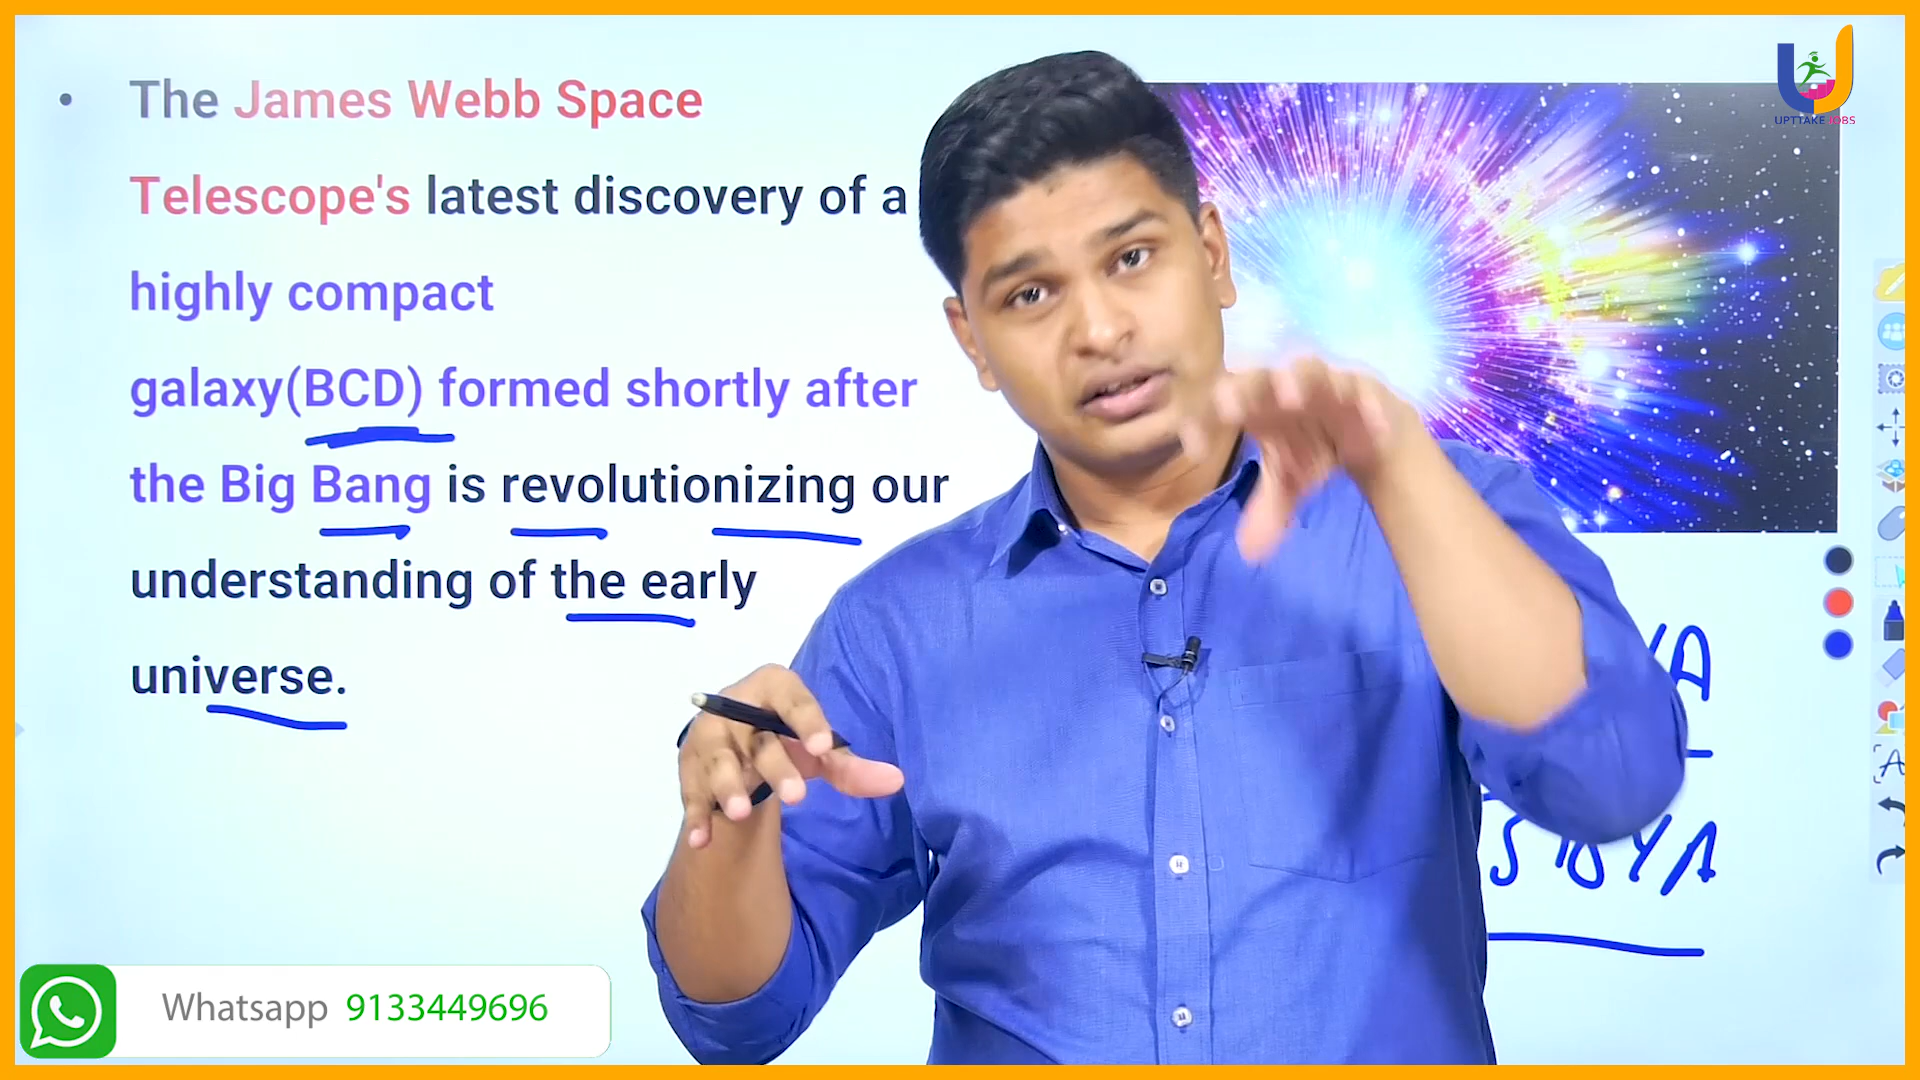 UPTTAKE JOBS
• The James Webb Space
Telescope's latest discovery of a
highly compact
galaxy(BCD) formed shortly after
the Big Bang is revolutionizing our
understanding of the early
universe.
Whatsapp 9133449696